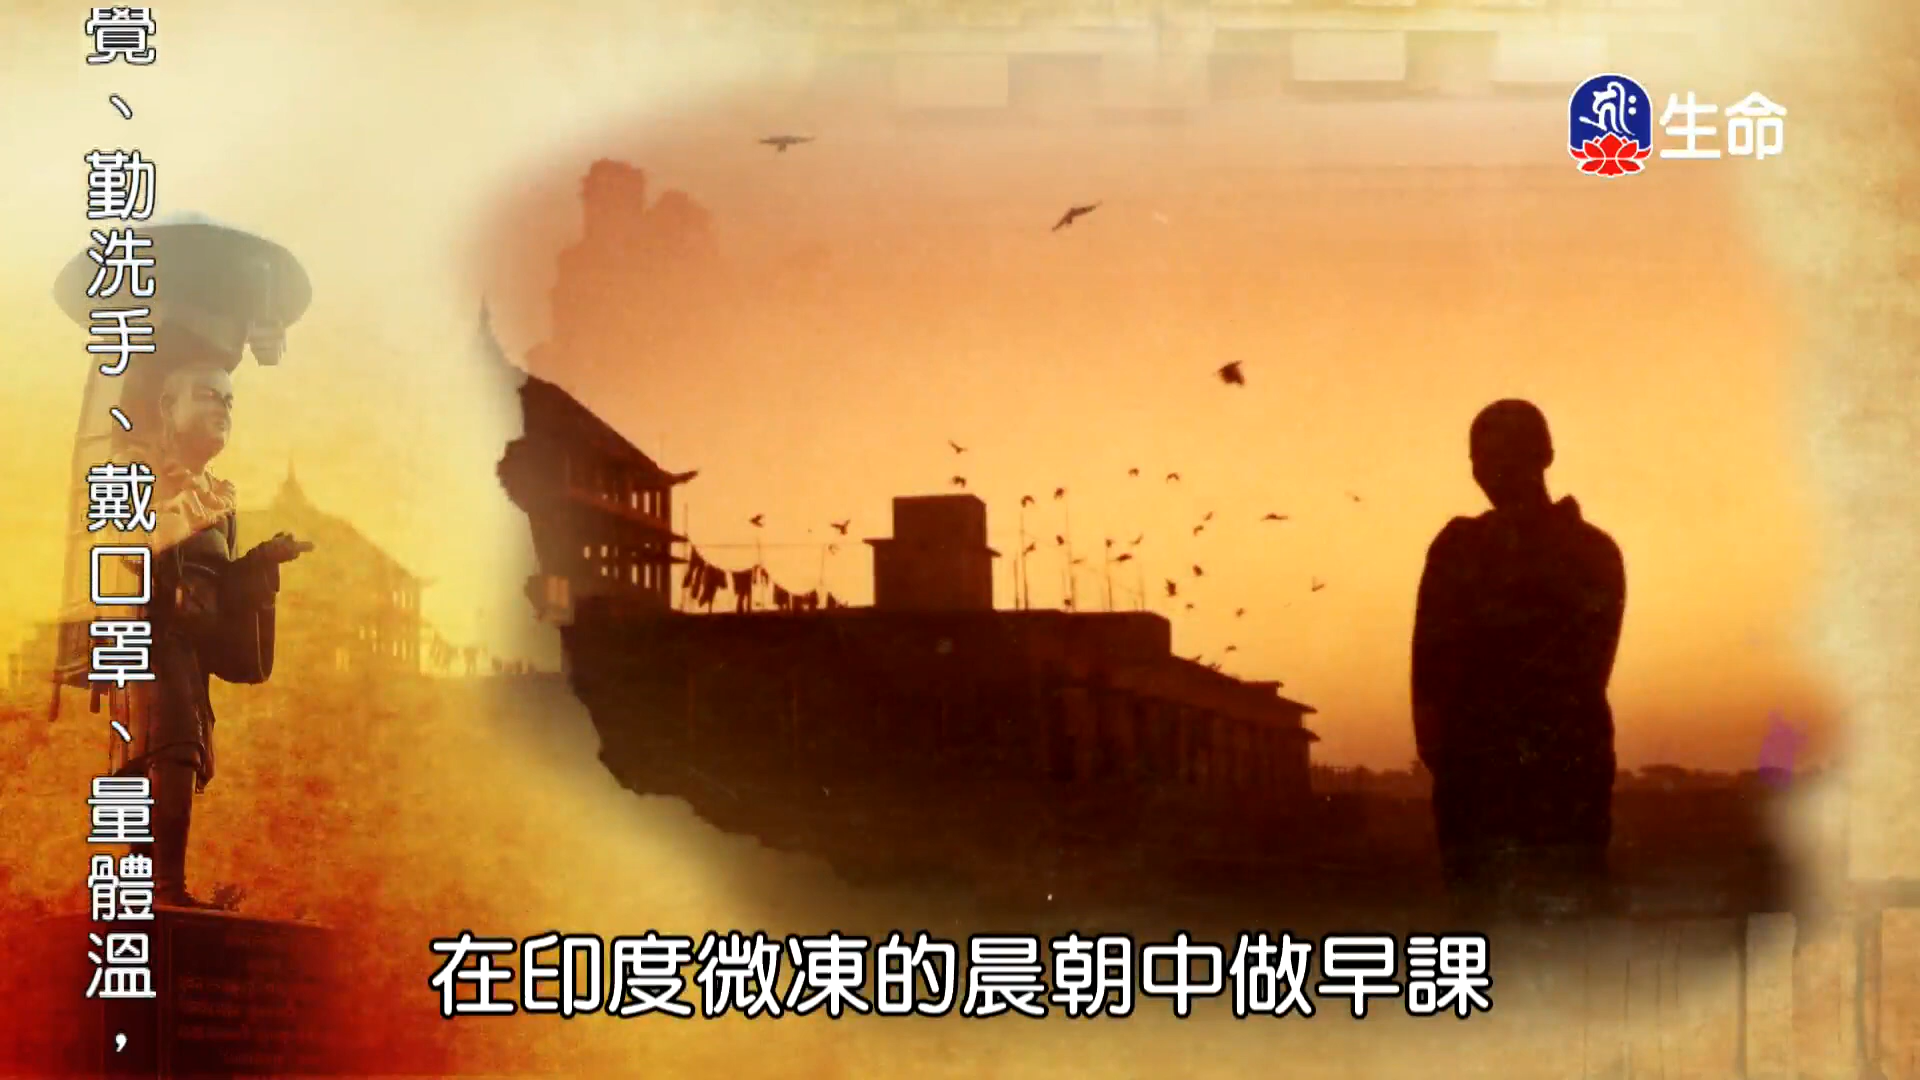 覺、勤洗手、戴口罩、量體溫，
生命
在印度微凍的晨朝中做早課